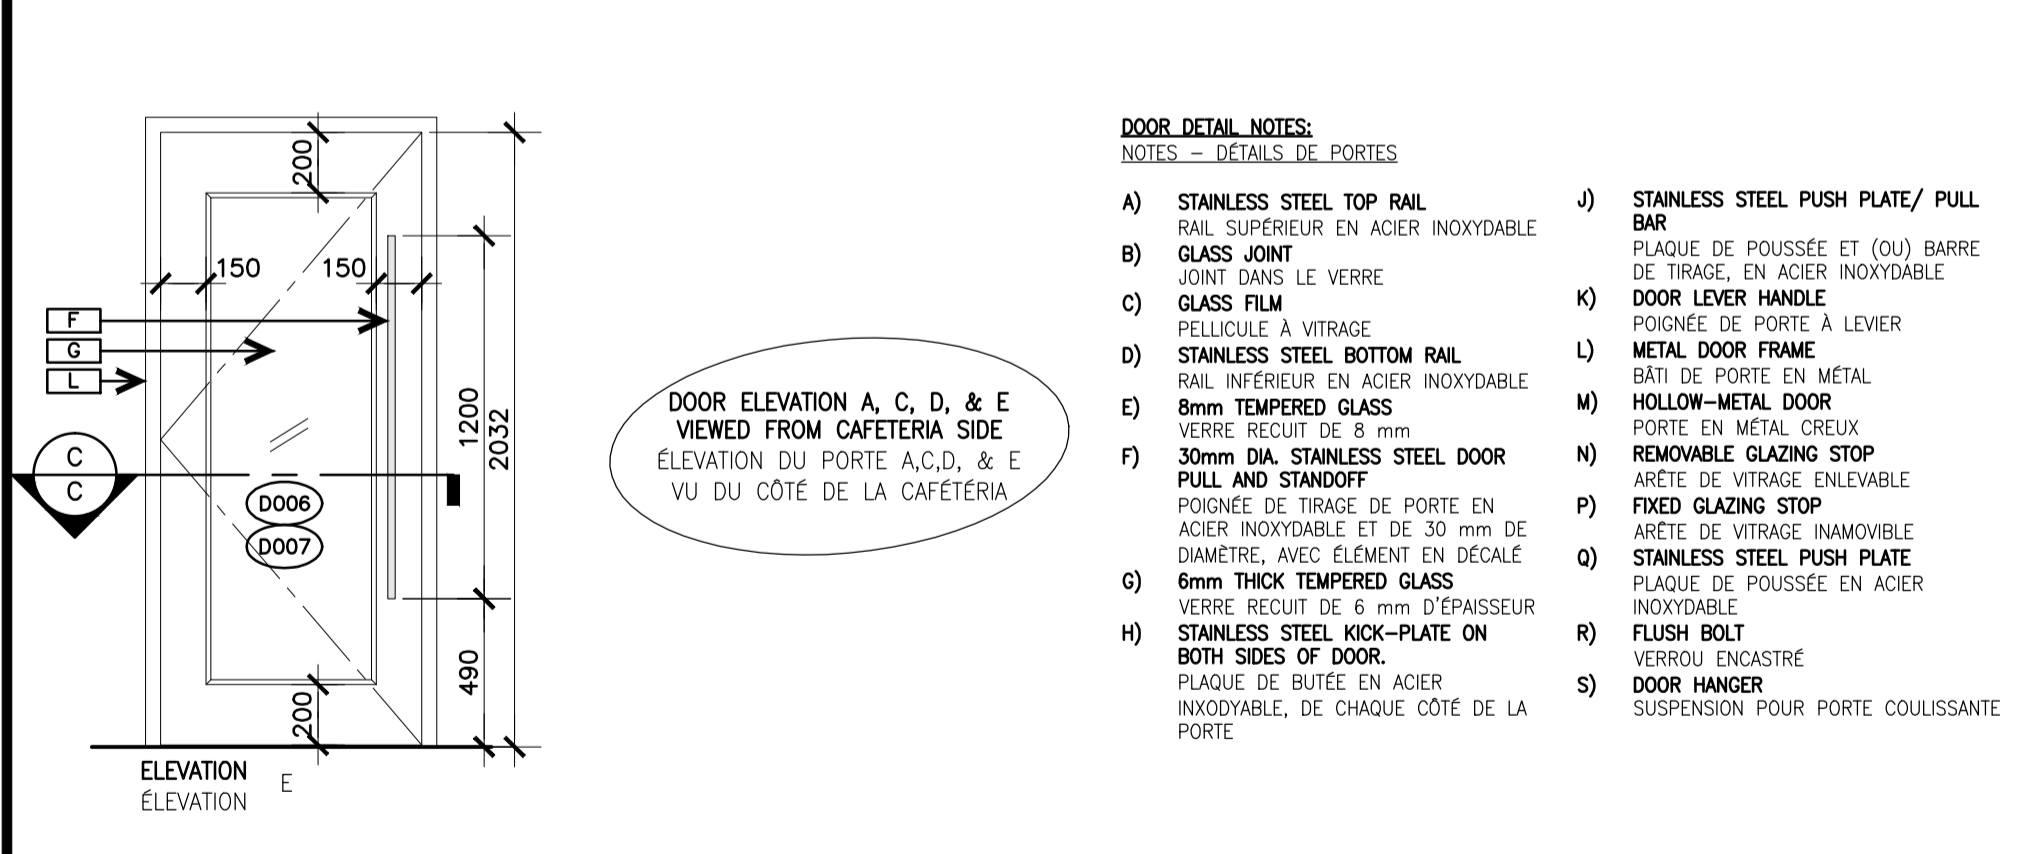 200
150
150
F
G
L
1200
2032
C
C
D006
D007
490
200
ELEVATION
ÉLEVATION
E
DOOR ELEVATION A, C, D, & E
VIEWED FROM CAFETERIA SIDE
ÉLEVATION DU PORTE A,C,D, & E
VU DU CÔTÉ DE LA CAFÉTÉRIA
DOOR DETAIL NOTES:
NOTES – DÉTAILS DE PORTES
A) STAINLESS STEEL TOP RAIL
RAIL SUPÉRIEUR EN ACIER INOXYDABLE
B) GLASS JOINT
JOINT DANS LE VERRE
C) GLASS FILM
PELLICULE À VITRAGE
D) STAINLESS STEEL BOTTOM RAIL
RAIL INFÉRIEUR EN ACIER INOXYDABLE
E) 8mm TEMPERED GLASS
VERRE RECUIT DE 8 mm
F) 30mm DIA. STAINLESS STEEL DOOR
PULL AND STANDOFF
POIGNÉE DE TIRAGE DE PORTE EN
ACIER INOXYDABLE ET DE 30 mm DE
DIAMÈTRE, AVEC ÉLÉMENT EN DÉCALÉ
G) 6mm THICK TEMPERED GLASS
VERRE RECUIT DE 6 mm D'ÉPAISSEUR
H) STAINLESS STEEL KICK–PLATE ON
BOTH SIDES OF DOOR.
PLAQUE DE BUTÉE EN ACIER
INXODYABLE, DE CHAQUE CÔTÉ DE LA
PORTE
J) STAINLESS STEEL PUSH PLATE/ PULL
BAR
PLAQUE DE POUSSÉE ET (OU) BARRE
DE TIRAGE, EN ACIER INOXYDABLE
K) DOOR LEVER HANDLE
POIGNÉE DE PORTE À LEVIER
L) METAL DOOR FRAME
BÂTI DE PORTE EN MÉTAL
M) HOLLOW–METAL DOOR
PORTE EN MÉTAL CREUX
N) REMOVABLE GLAZING STOP
ARÊTE DE VITRAGE ENLEVABLE
P) FIXED GLAZING STOP
ARÊTE DE VITRAGE INAMOVIBLE
Q) STAINLESS STEEL PUSH PLATE
PLAQUE DE POUSSÉE EN ACIER
INOXYDABLE
R) FLUSH BOLT
VERROU ENCASTRÉ
S) DOOR HANGER
SUSPENSION POUR PORTE COULISSANTE